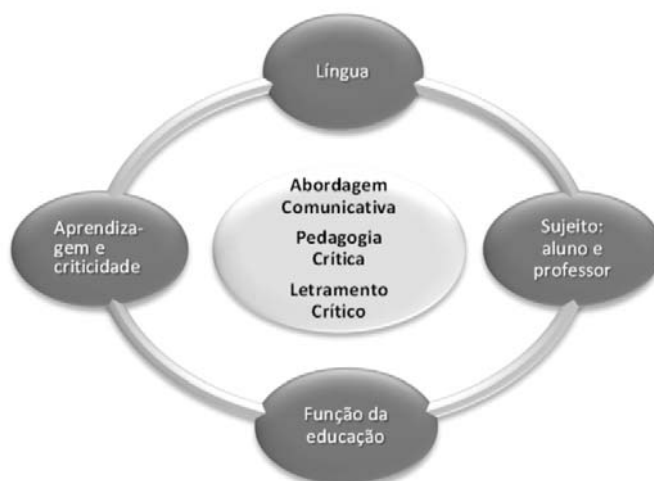 Língua
Aprendiza-
gem e
criticidade
Abordagem
Comunicativa
Pedagogia
Crítica
Letramento
Crítico
Sujeito:
aluno e
professor
Função da
educação